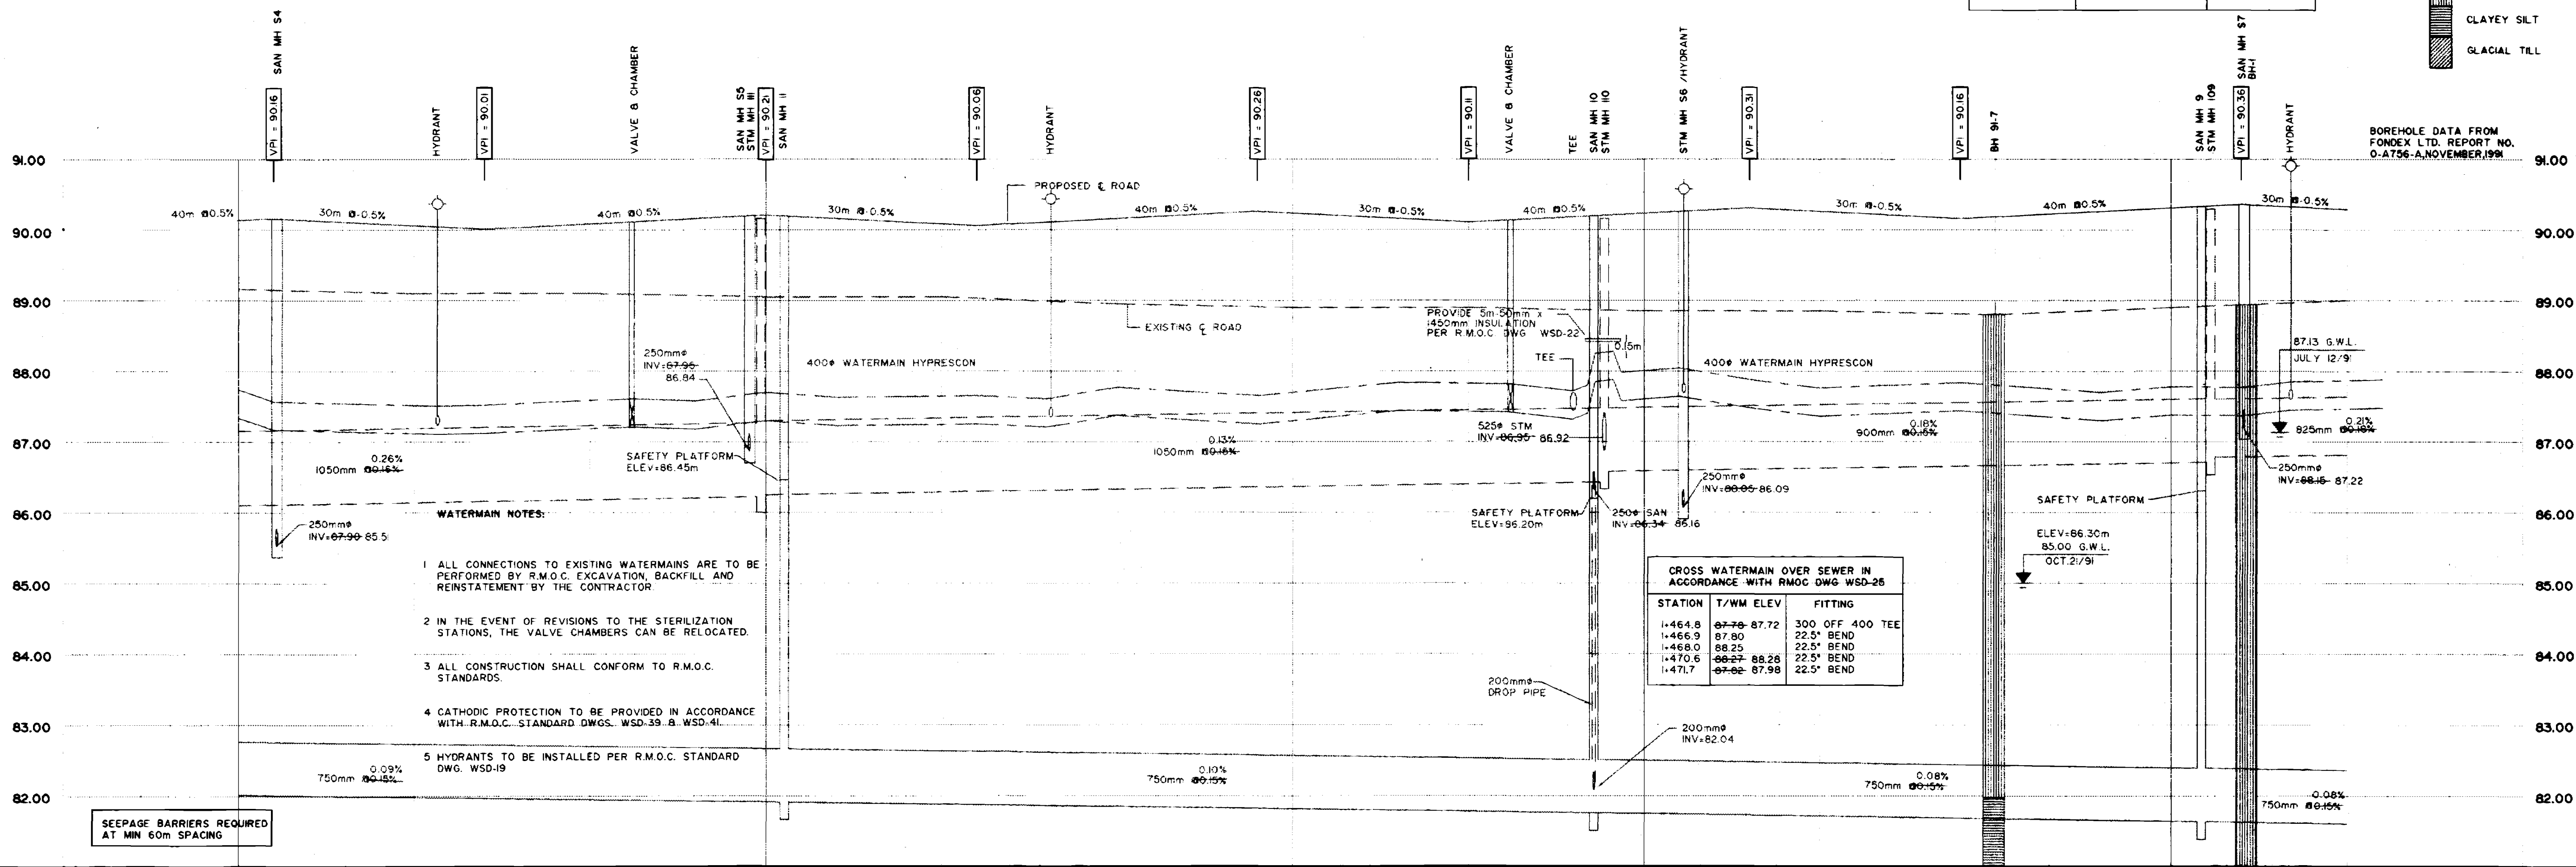 CLAYEY SILT
GLACIAL TILL
SAN MH S4
VPI = 90.16
HYDRANT
VPI = 90.01
VALVE & CHAMBER
SAN MH S5
STM MH 111
VPI = 90.21
SAN MH 11
VPI = 90.06
HYDRANT
VPI = 90.26
VPI = 90.11
VALVE & CHAMBER
TEE
SAN MH 10
STM MH 110
STM MH S6 /HYDRANT
VPI = 90.31
VPI = 90.16
BH 91-7
SAN MH 9
STM MH 109
VPI = 90.36
SAN MH S7
BH-1
HYDRANT
BOREHOLE DATA FROM
FONDEX LTD. REPORT NO.
O-A756-A,NOVEMBER,1991
91.00
91.00
PROPOSED ℄ ROAD
40m @0.5%
30m @-0.5%
40m @0.5%
30m @-0.5%
40m @0.5%
30m @-0.5%
40m @0.5%
30m @-0.5%
40m @0.5%
30m @-0.5%
90.00
90.00
89.00
89.00
EXISTING ℄ ROAD
PROVIDE 5m-50mm x
1450mm INSULATION
PER R.M.O.C. DWG WSD-22
0.15m
TEE
250mmø
INV=87.95
86.84
400ø WATERMAIN HYPRESCON
400ø WATERMAIN HYPRESCON
87.13 G.W.L.
JULY 12/91
88.00
88.00
87.00
87.00
525ø STM
INV=86.95 86.92
0.26%
1050mm @0.16%
SAFETY PLATFORM
ELEV=86.45m
0.13%
1050mm @0.18%
0.18%
900mm @0.15%
0.21%
825mm @0.16%
250mmø
INV=88.15 87.22
250mmø
INV=88.05 86.09
SAFETY PLATFORM
SAFETY PLATFORM
ELEV=96.20m
250ø SAN
INV=86.34 86.16
86.00
86.00
250mmø
INV=87.90 85.51
ELEV=86.30m
85.00 G.W.L.
OCT.21/91
WATERMAIN NOTES:
1 ALL CONNECTIONS TO EXISTING WATERMAINS ARE TO BE
PERFORMED BY R.M.O.C. EXCAVATION, BACKFILL AND
REINSTATEMENT BY THE CONTRACTOR.
2 IN THE EVENT OF REVISIONS TO THE STERILIZATION
STATIONS, THE VALVE CHAMBERS CAN BE RELOCATED.
3 ALL CONSTRUCTION SHALL CONFORM TO R.M.O.C.
STANDARDS.
4 CATHODIC PROTECTION TO BE PROVIDED IN ACCORDANCE
WITH R.M.O.C. STANDARD DWGS. WSD-39 & WSD-41.
5 HYDRANTS TO BE INSTALLED PER R.M.O.C. STANDARD
DWG. WSD-19
85.00
85.00
CROSS WATERMAIN OVER SEWER IN
ACCORDANCE WITH RMOC DWG WSD-25
STATION T/WM ELEV FITTING
1+464.8 87.78 87.72 300 OFF 400 TEE
1+466.9 87.80 22.5° BEND
1+468.0 88.25 22.5° BEND
1+470.6 88.27 88.28 22.5° BEND
1+471.7 87.82 87.98 22.5° BEND
84.00
84.00
83.00
83.00
200mmø
DROP PIPE
200mmø
INV=82.04
0.09%
750mm @0.15%
0.10%
750mm @0.15%
0.08%
750mm @0.15%
0.08%
750mm @0.15%
82.00
82.00
SEEPAGE BARRIERS REQUIRED
AT MIN 60m SPACING